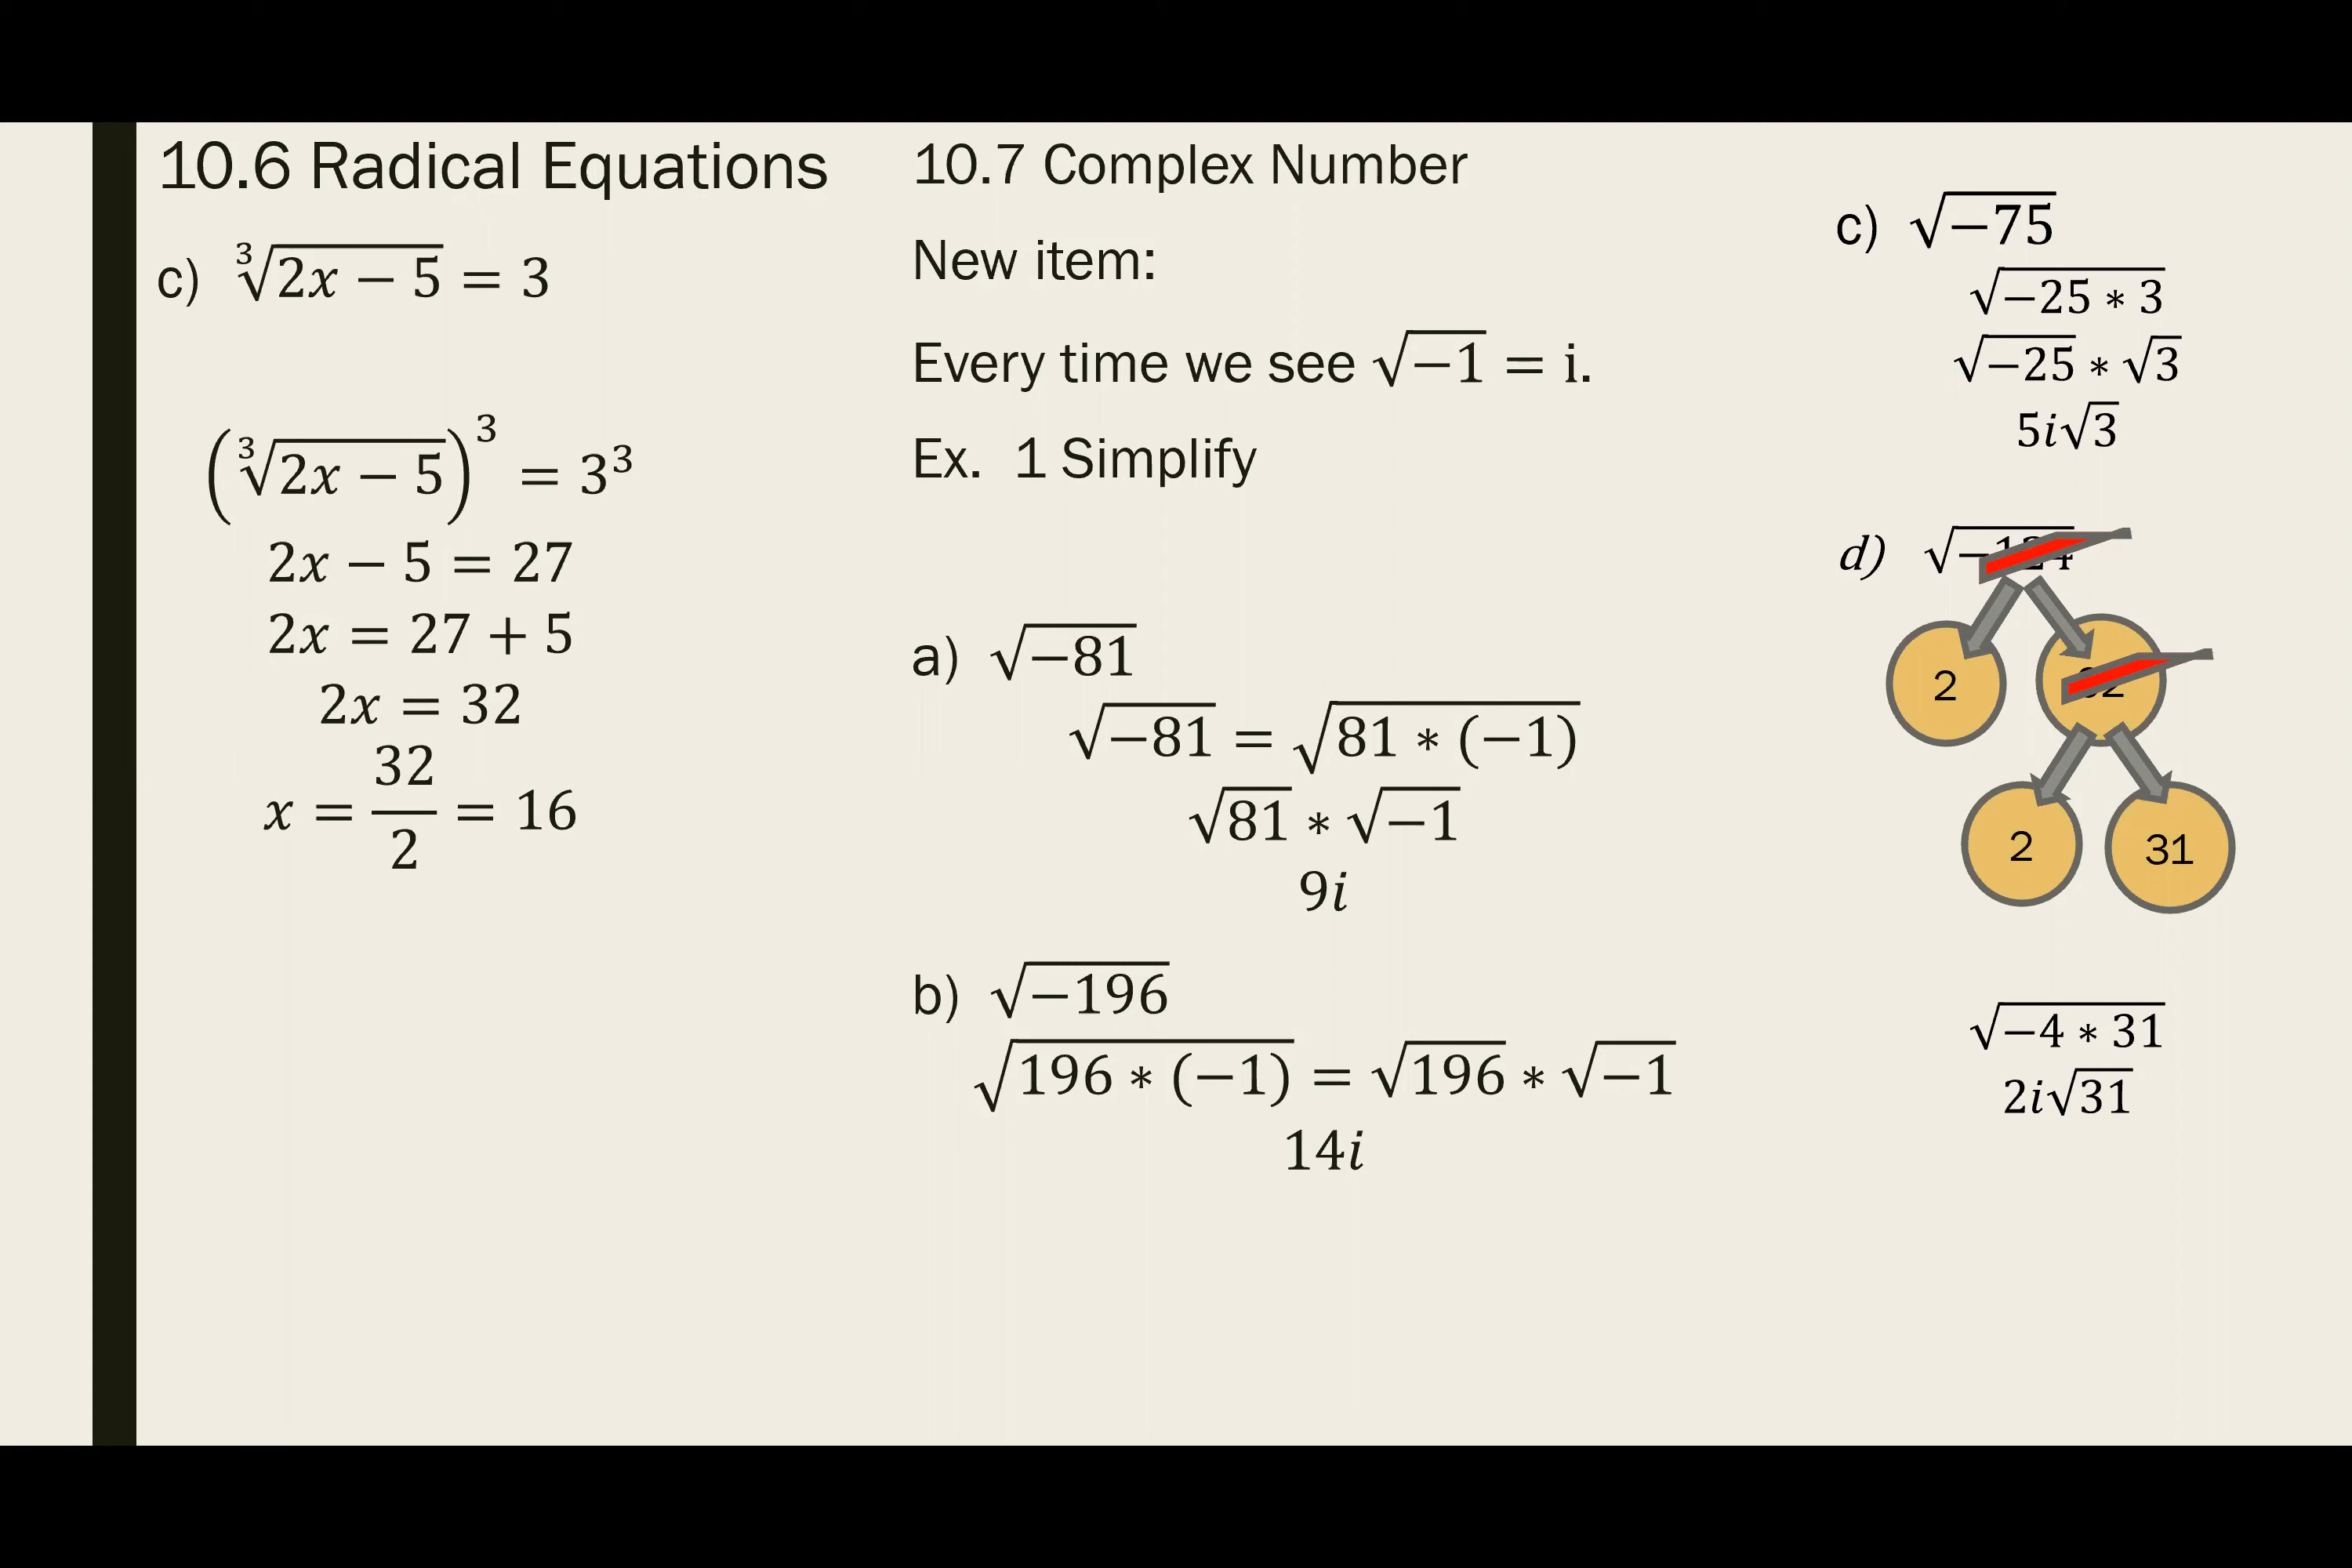 10.6 Radical Equations
c) ∛(2x − 5) = 3
(∛(2x − 5))³ = 3³
2x − 5 = 27
2x = 27 + 5
2x = 32
x = 32/2 = 16
10.7 Complex Number
New item:
Every time we see √−1 = i.
Ex. 1 Simplify
a) √−81
√−81 = √(81 * (−1))
√81 * √−1
9i
b) √−196
√(196 * (−1)) = √196 * √−1
14i
c) √−75
√(−25 * 3)
√−25 * √3
5i√3
d) √−124
2
2 31
√(−4 * 31)
2i√31